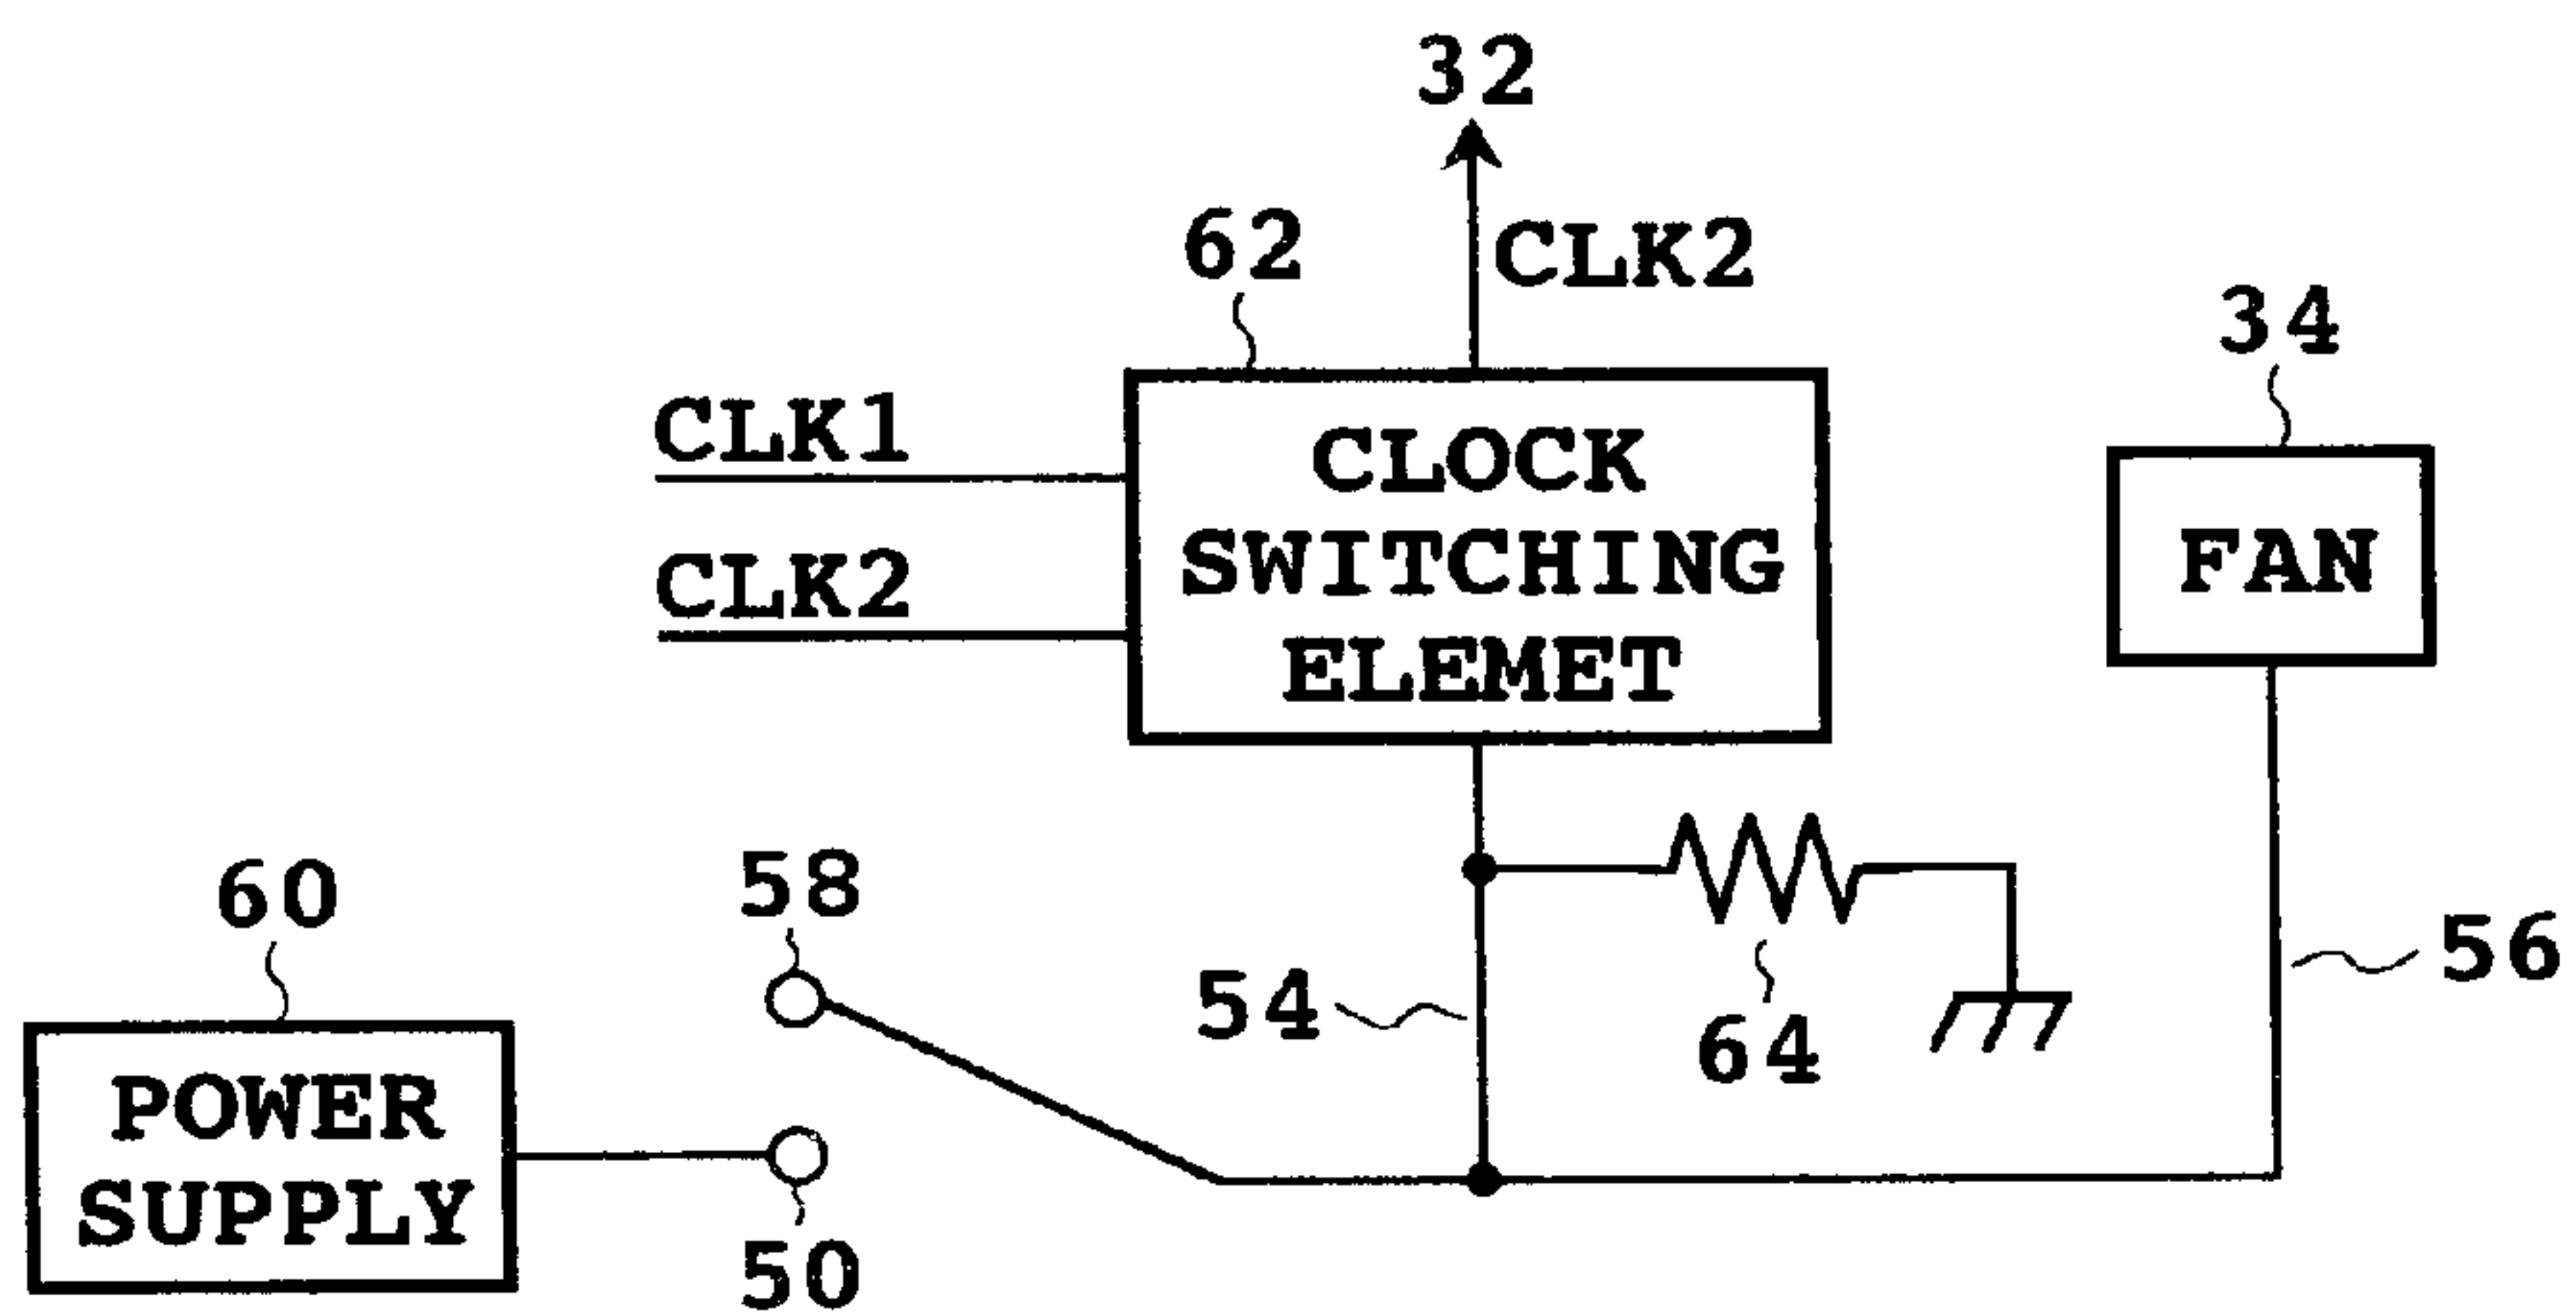 32
62
CLK2
34
CLK1
CLOCK
SWITCHING
ELEMET
CLK2
FAN
60
58
54
64
56
POWER
SUPPLY
50